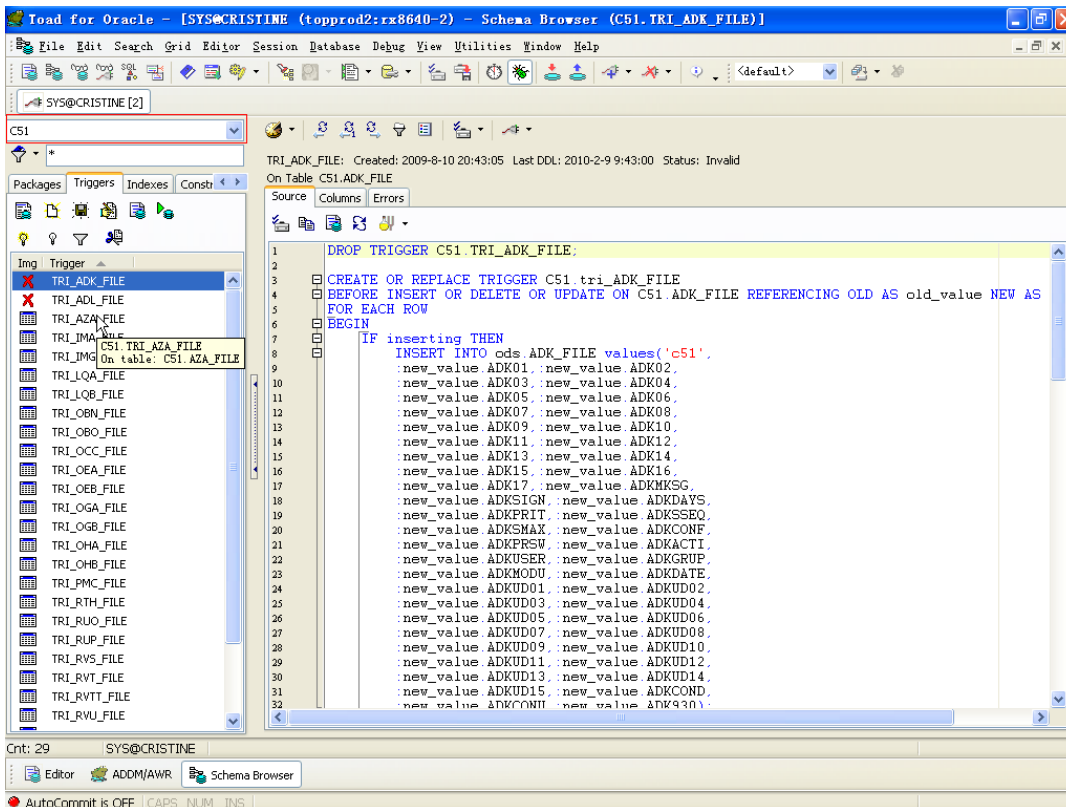 Toad for Oracle - [SYS@CRISTINE (topprod2:rx8640-2) - Schema Browser (C51.TRI_ADK_FILE)]
File Edit Search Grid Editor Session Database Debug View Utilities Window Help
SQL <default>
SYS@CRISTINE [2]
C51
*
Packages Triggers Indexes Constr
Img Trigger
TRI_ADK_FILE
TRI_ADL_FILE
TRI_AZA_FILE
TRI_IMA_FILE
C51.TRI_AZA_FILE
On table: C51.AZA_FILE
TRI_IMG
TRI_LQA_FILE
TRI_LQB_FILE
TRI_OBN_FILE
TRI_OBO_FILE
TRI_OCC_FILE
TRI_OEA_FILE
TRI_OEB_FILE
TRI_OGA_FILE
TRI_OGB_FILE
TRI_OHA_FILE
TRI_OHB_FILE
TRI_PMC_FILE
TRI_RTH_FILE
TRI_RUO_FILE
TRI_RUP_FILE
TRI_RVS_FILE
TRI_RVT_FILE
TRI_RVTT_FILE
TRI_RVU_FILE
TRI_ADK_FILE: Created: 2009-8-10 20:43:05 Last DDL: 2010-2-9 9:43:00 Status: Invalid
On Table C51.ADK_FILE
Source Columns Errors
1 DROP TRIGGER C51.TRI_ADK_FILE;
2
3 CREATE OR REPLACE TRIGGER C51.tri_ADK_FILE
4 BEFORE INSERT OR DELETE OR UPDATE ON C51.ADK_FILE REFERENCING OLD AS old_value NEW AS
5 FOR EACH ROW
6 BEGIN
7 IF inserting THEN
8 INSERT INTO ods.ADK_FILE values('c51',
9 :new_value.ADK01,:new_value.ADK02,
10 :new_value.ADK03,:new_value.ADK04,
11 :new_value.ADK05,:new_value.ADK06,
12 :new_value.ADK07,:new_value.ADK08,
13 :new_value.ADK09,:new_value.ADK10,
14 :new_value.ADK11,:new_value.ADK12,
15 :new_value.ADK13,:new_value.ADK14,
16 :new_value.ADK15,:new_value.ADK16,
17 :new_value.ADK17,:new_value.ADKMKSG,
18 :new_value.ADKSIGN,:new_value.ADKDAYS,
19 :new_value.ADKPRIT,:new_value.ADKSSEQ,
20 :new_value.ADKSMAX,:new_value.ADKCONF,
21 :new_value.ADKPRSW,:new_value.ADKACTI,
22 :new_value.ADKUSER,:new_value.ADKGRUP,
23 :new_value.ADKMODU,:new_value.ADKDATE,
24 :new_value.ADKUD01,:new_value.ADKUD02,
25 :new_value.ADKUD03,:new_value.ADKUD04,
26 :new_value.ADKUD05,:new_value.ADKUD06,
27 :new_value.ADKUD07,:new_value.ADKUD08,
28 :new_value.ADKUD09,:new_value.ADKUD10,
29 :new_value.ADKUD11,:new_value.ADKUD12,
30 :new_value.ADKUD13,:new_value.ADKUD14,
31 :new_value.ADKUD15,:new_value.ADKCOND,
32 :new_value.ADKCONU,:new_value.ADK930);
Cnt: 29 SYS@CRISTINE
Editor ADDM/AWR Schema Browser
AutoCommit is OFF CAPS NUM INS